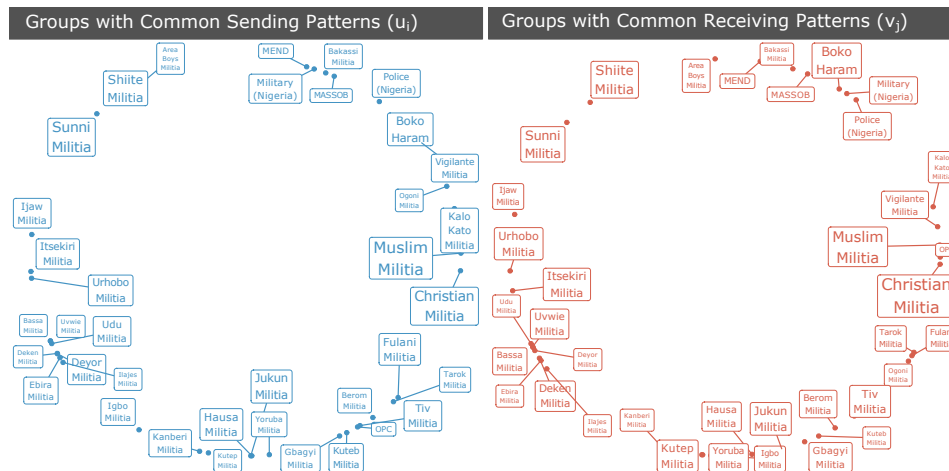 Groups with Common Sending Patterns (uᵢ)
Area
Boys
Militia
Shiite
Militia
Sunni
Militia
MEND
Bakassi
Militia
Military
(Nigeria)
MASSOB
Police
(Nigeria)
Boko
Haram
Vigilante
Militia
Ogoni
Militia
Kalo
Kato
Militia
Muslim
Militia
Christian
Militia
Ijaw
Militia
Itsekiri
Militia
Urhobo
Militia
Bassa
Militia
Uvwie
Militia
Udu
Militia
Deken
Militia
Deyor
Militia
Ilajes
Militia
Ebira
Militia
Igbo
Militia
Kanberi
Militia
Kutep
Militia
Hausa
Militia
Jukun
Militia
Yoruba
Militia
Fulani
Militia
Tarok
Militia
Berom
Militia
Tiv
Militia
OPC
Gbagyi
Militia
Kuteb
Militia
Groups with Common Receiving Patterns (vⱼ)
Area
Boys
Militia
MEND
Bakassi
Militia
MASSOB
Boko
Haram
Military
(Nigeria)
Police
(Nigeria)
Shiite
Militia
Sunni
Militia
Kalo
Kato
Militia
Vigilante
Militia
Muslim
Militia
OPC
Christian
Militia
Ijaw
Militia
Urhobo
Militia
Itsekiri
Militia
Udu
Militia
Uvwie
Militia
Bassa
Militia
Deyor
Militia
Ebira
Militia
Deken
Militia
Ilajes
Militia
Kanberi
Militia
Kutep
Militia
Hausa
Militia
Yoruba
Militia
Jukun
Militia
Igbo
Militia
Tarok
Militia
Fulani
Militia
Ogoni
Militia
Tiv
Militia
Berom
Militia
Gbagyi
Militia
Kuteb
Militia